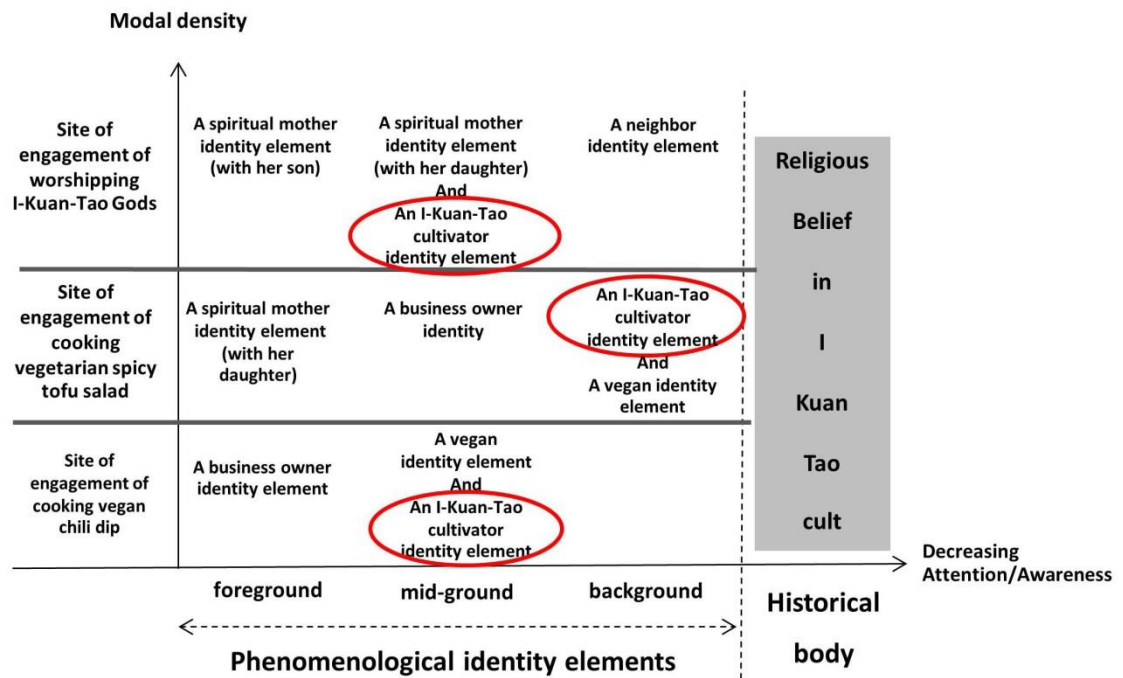 Modal density
Site of
engagement of
worshipping
I-Kuan-Tao Gods
A spiritual mother
identity element
(with her son)
A spiritual mother
identity element
(with her daughter)
And
An I-Kuan-Tao
cultivator
identity element
A neighbor
identity element
Site of
engagement of
cooking
vegetarian spicy
tofu salad
A spiritual mother
identity element
(with her
daughter)
A business owner
identity
An I-Kuan-Tao
cultivator
identity element
And
A vegan identity
element
Site of
engagement of
cooking vegan
chili dip
A business owner
identity element
A vegan
identity element
And
An I-Kuan-Tao
cultivator
identity element
Religious
Belief
in
I
Kuan
Tao
cult
Decreasing
Attention/Awareness
foreground
mid-ground
background
Historical
body
Phenomenological identity elements